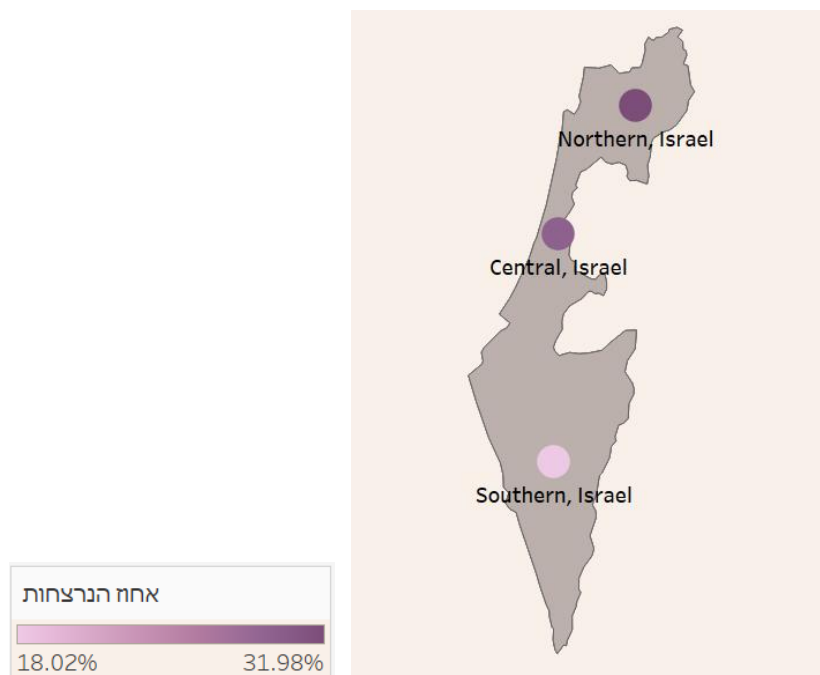 Northern, Israel
Central, Israel
Southern, Israel
אחוז הנרצחות
18.02% 31.98%